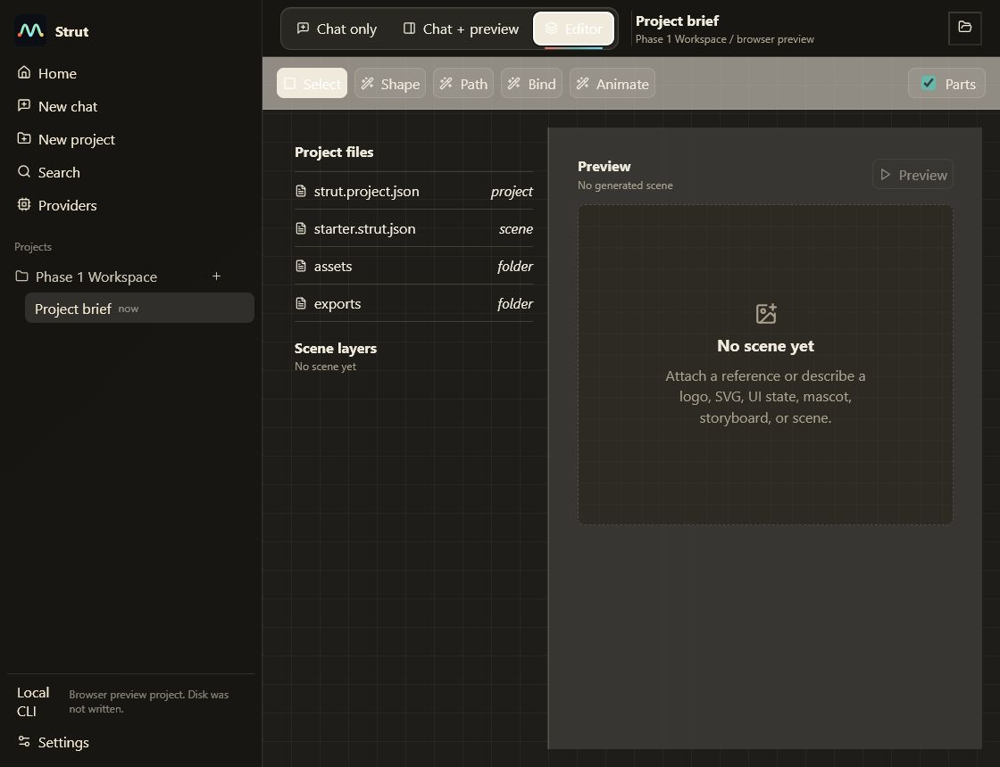 Strut
Home
New chat
New project
Search
Providers
Projects
Phase 1 Workspace
Project brief now
Local CLI
Browser preview project. Disk was
not written.
Settings
Chat only
Chat + preview
Editor
Project brief
Phase 1 Workspace / browser preview
Select
Shape
Path
Bind
Animate
Parts
Project files
strut.project.json project
starter.strut.json scene
assets folder
exports folder
Scene layers
No scene yet
Preview
No generated scene
Preview
No scene yet
Attach a reference or describe a
logo, SVG, UI state, mascot,
storyboard, or scene.